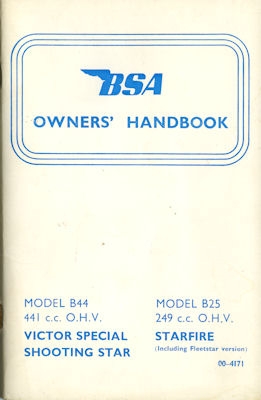 BSA
OWNERS' HANDBOOK
MODEL B44
441 c.c. O.H.V.
VICTOR SPECIAL
SHOOTING STAR
MODEL B25
249 c.c. O.H.V.
STARFIRE
(Including Fleetstar version)
00-4171